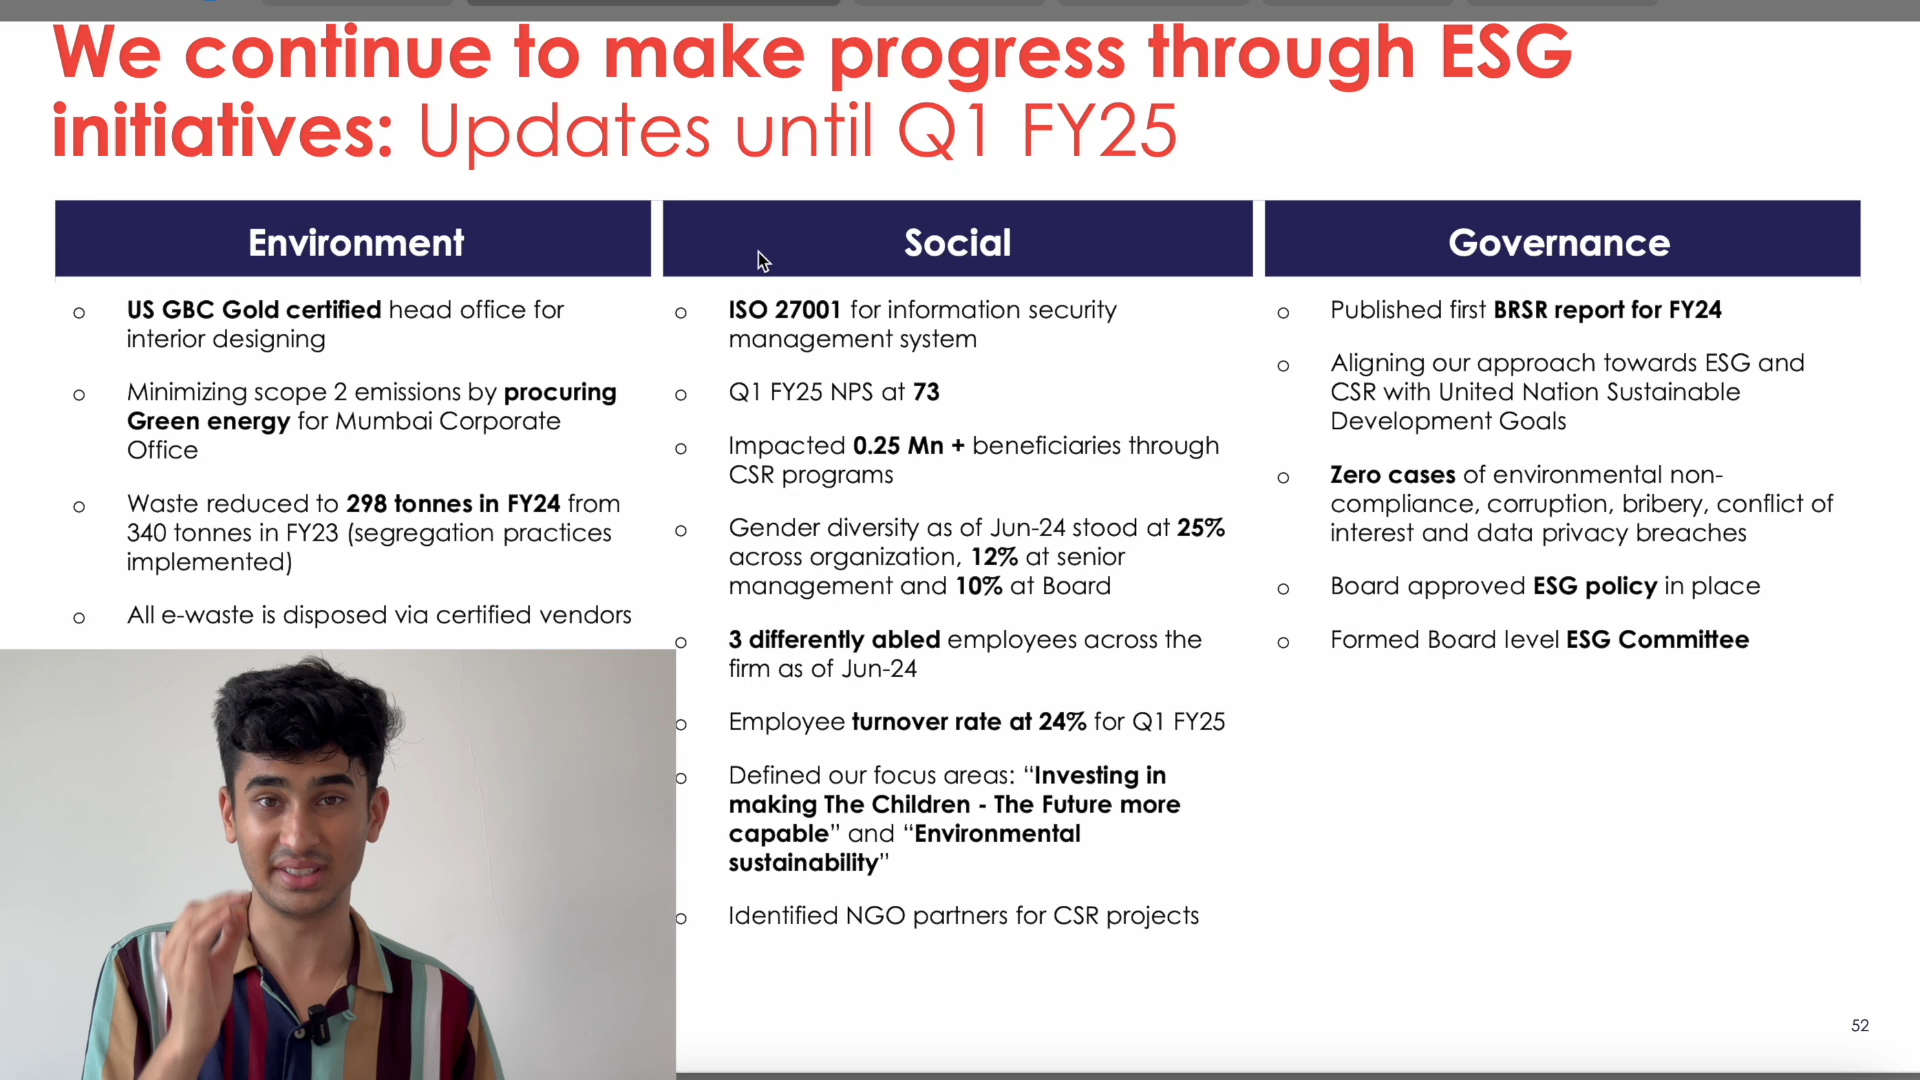 We continue to make progress through ESG
initiatives: Updates until Q1 FY25
Environment
o US GBC Gold certified head office for
interior designing
o Minimizing scope 2 emissions by procuring
Green energy for Mumbai Corporate
Office
o Waste reduced to 298 tonnes in FY24 from
340 tonnes in FY23 (segregation practices
implemented)
o All e-waste is disposed via certified vendors
Social
o ISO 27001 for information security
management system
o Q1 FY25 NPS at 73
o Impacted 0.25 Mn + beneficiaries through
CSR programs
o Gender diversity as of Jun-24 stood at 25%
across organization, 12% at senior
management and 10% at Board
o 3 differently abled employees across the
firm as of Jun-24
o Employee turnover rate at 24% for Q1 FY25
o Defined our focus areas: “Investing in
making The Children - The Future more
capable” and “Environmental
sustainability”
o Identified NGO partners for CSR projects
Governance
o Published first BRSR report for FY24
o Aligning our approach towards ESG and
CSR with United Nation Sustainable
Development Goals
o Zero cases of environmental non-
compliance, corruption, bribery, conflict of
interest and data privacy breaches
o Board approved ESG policy in place
o Formed Board level ESG Committee
52